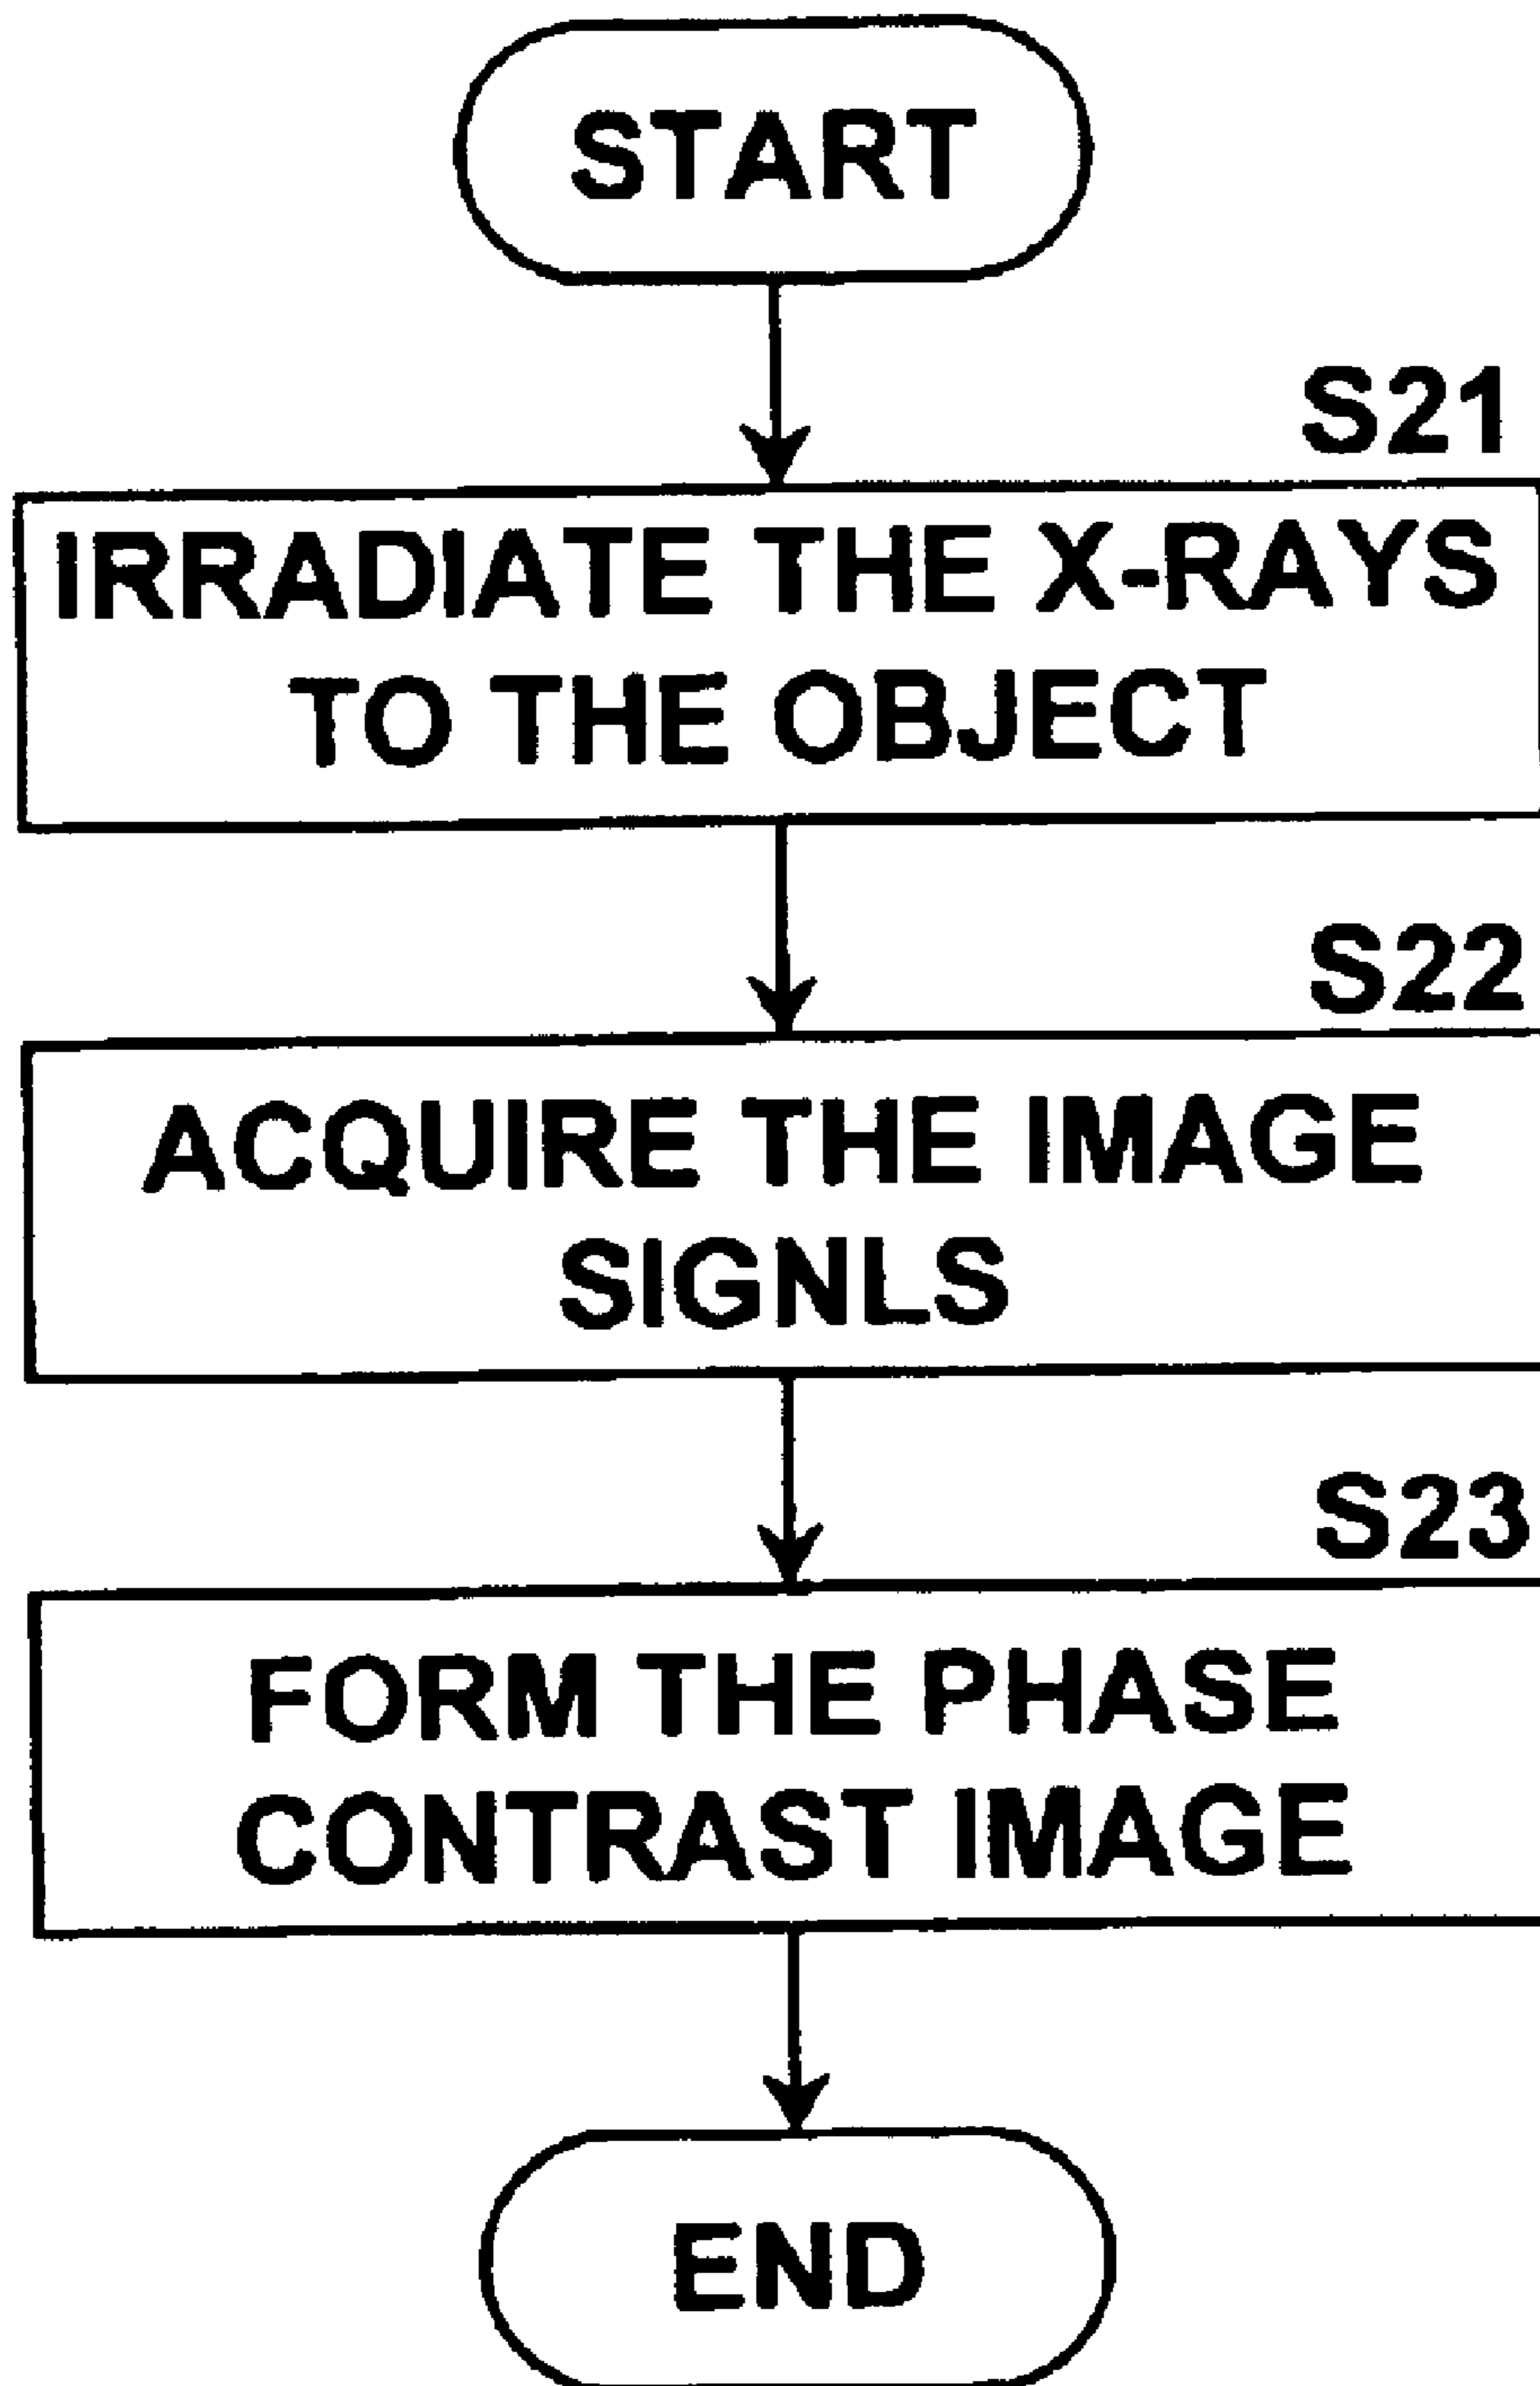 START
S21
IRRADIATE THE X-RAYS
TO THE OBJECT
S22
ACQUIRE THE IMAGE
SIGNLS
S23
FORM THE PHASE
CONTRAST IMAGE
END